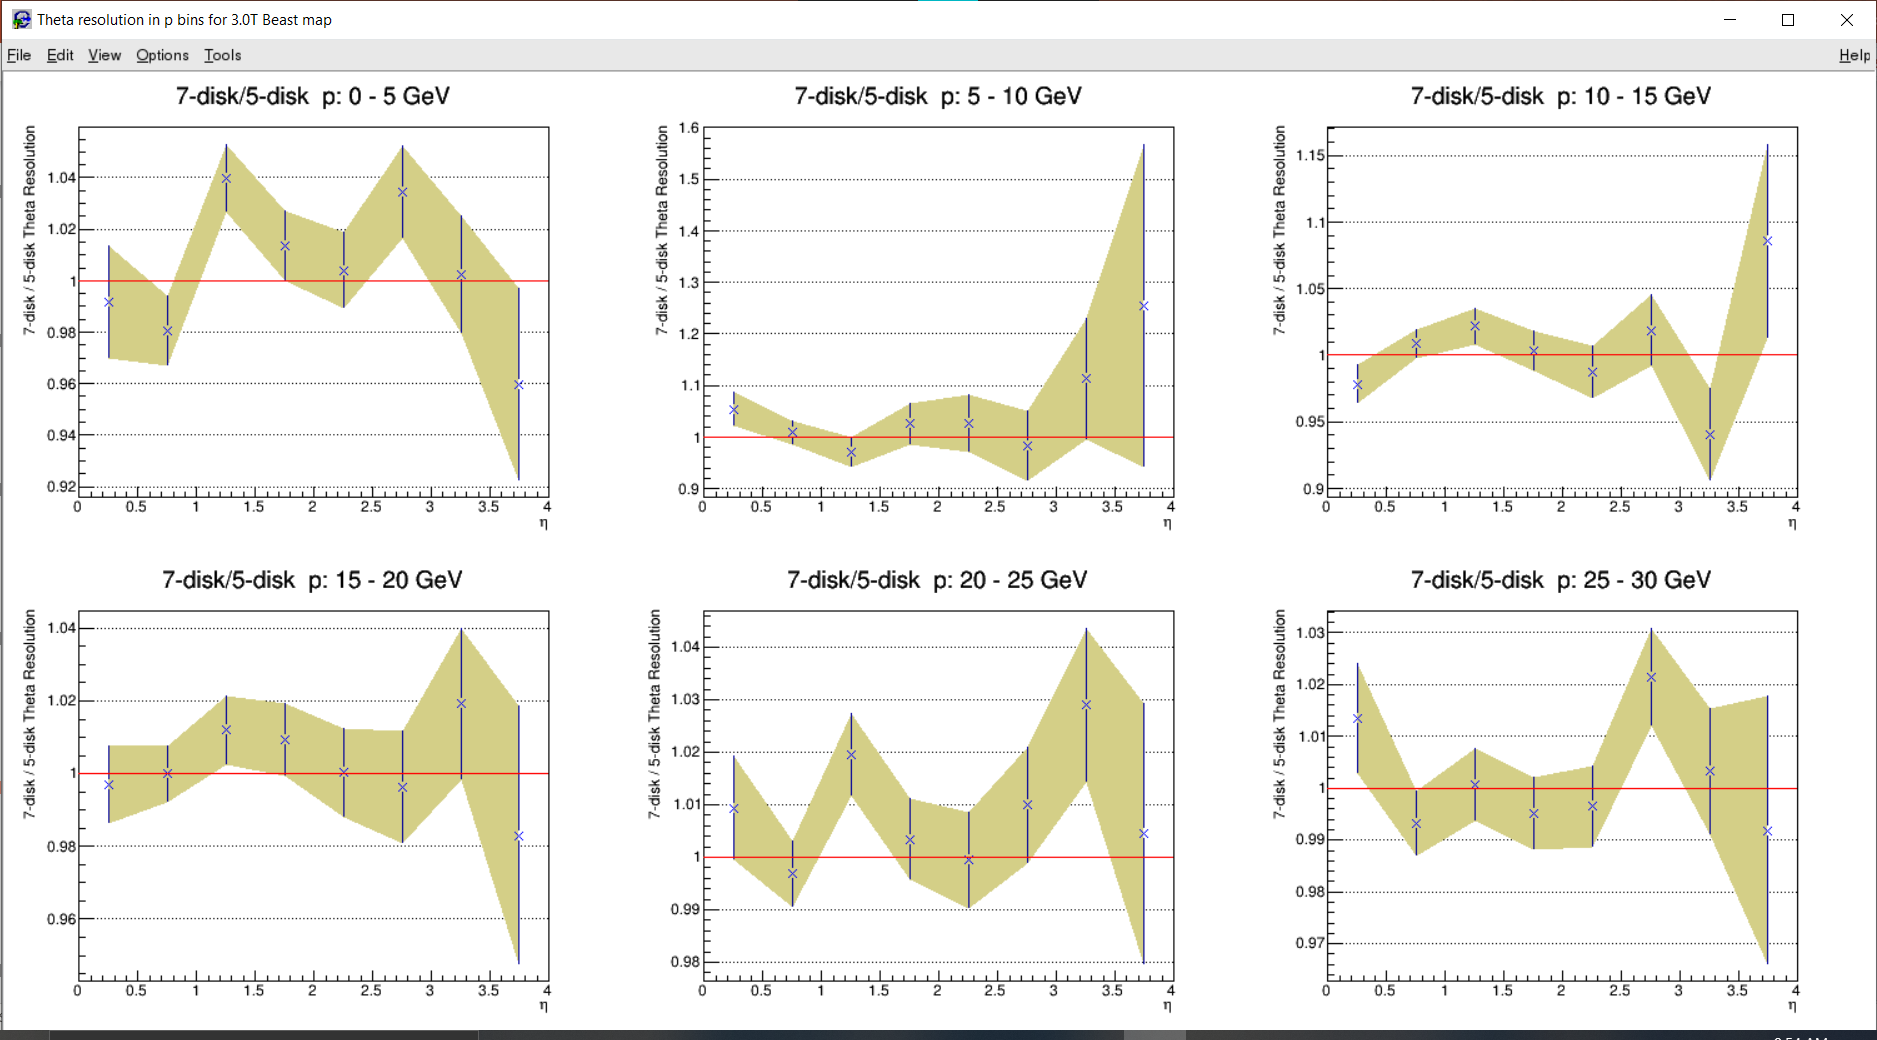 Theta resolution in p bins for 3.0T Beast map
File Edit View Options Tools Help
7-disk/5-disk p: 0 - 5 GeV
7-disk / 5-disk Theta Resolution
1.04
1.02
1
0.98
0.96
0.94
0.92
0 0.5 1 1.5 2 2.5 3 3.5 4
η
7-disk/5-disk p: 5 - 10 GeV
7-disk / 5-disk Theta Resolution
1.6
1.5
1.4
1.3
1.2
1.1
1
0.9
0 0.5 1 1.5 2 2.5 3 3.5 4
η
7-disk/5-disk p: 10 - 15 GeV
7-disk / 5-disk Theta Resolution
1.15
1.1
1.05
1
0.95
0.9
0 0.5 1 1.5 2 2.5 3 3.5 4
η
7-disk/5-disk p: 15 - 20 GeV
7-disk / 5-disk Theta Resolution
1.04
1.02
1
0.98
0.96
0 0.5 1 1.5 2 2.5 3 3.5 4
η
7-disk/5-disk p: 20 - 25 GeV
7-disk / 5-disk Theta Resolution
1.04
1.03
1.02
1.01
1
0.99
0.98
0 0.5 1 1.5 2 2.5 3 3.5 4
η
7-disk/5-disk p: 25 - 30 GeV
7-disk / 5-disk Theta Resolution
1.03
1.02
1.01
1
0.99
0.98
0.97
0 0.5 1 1.5 2 2.5 3 3.5 4
η